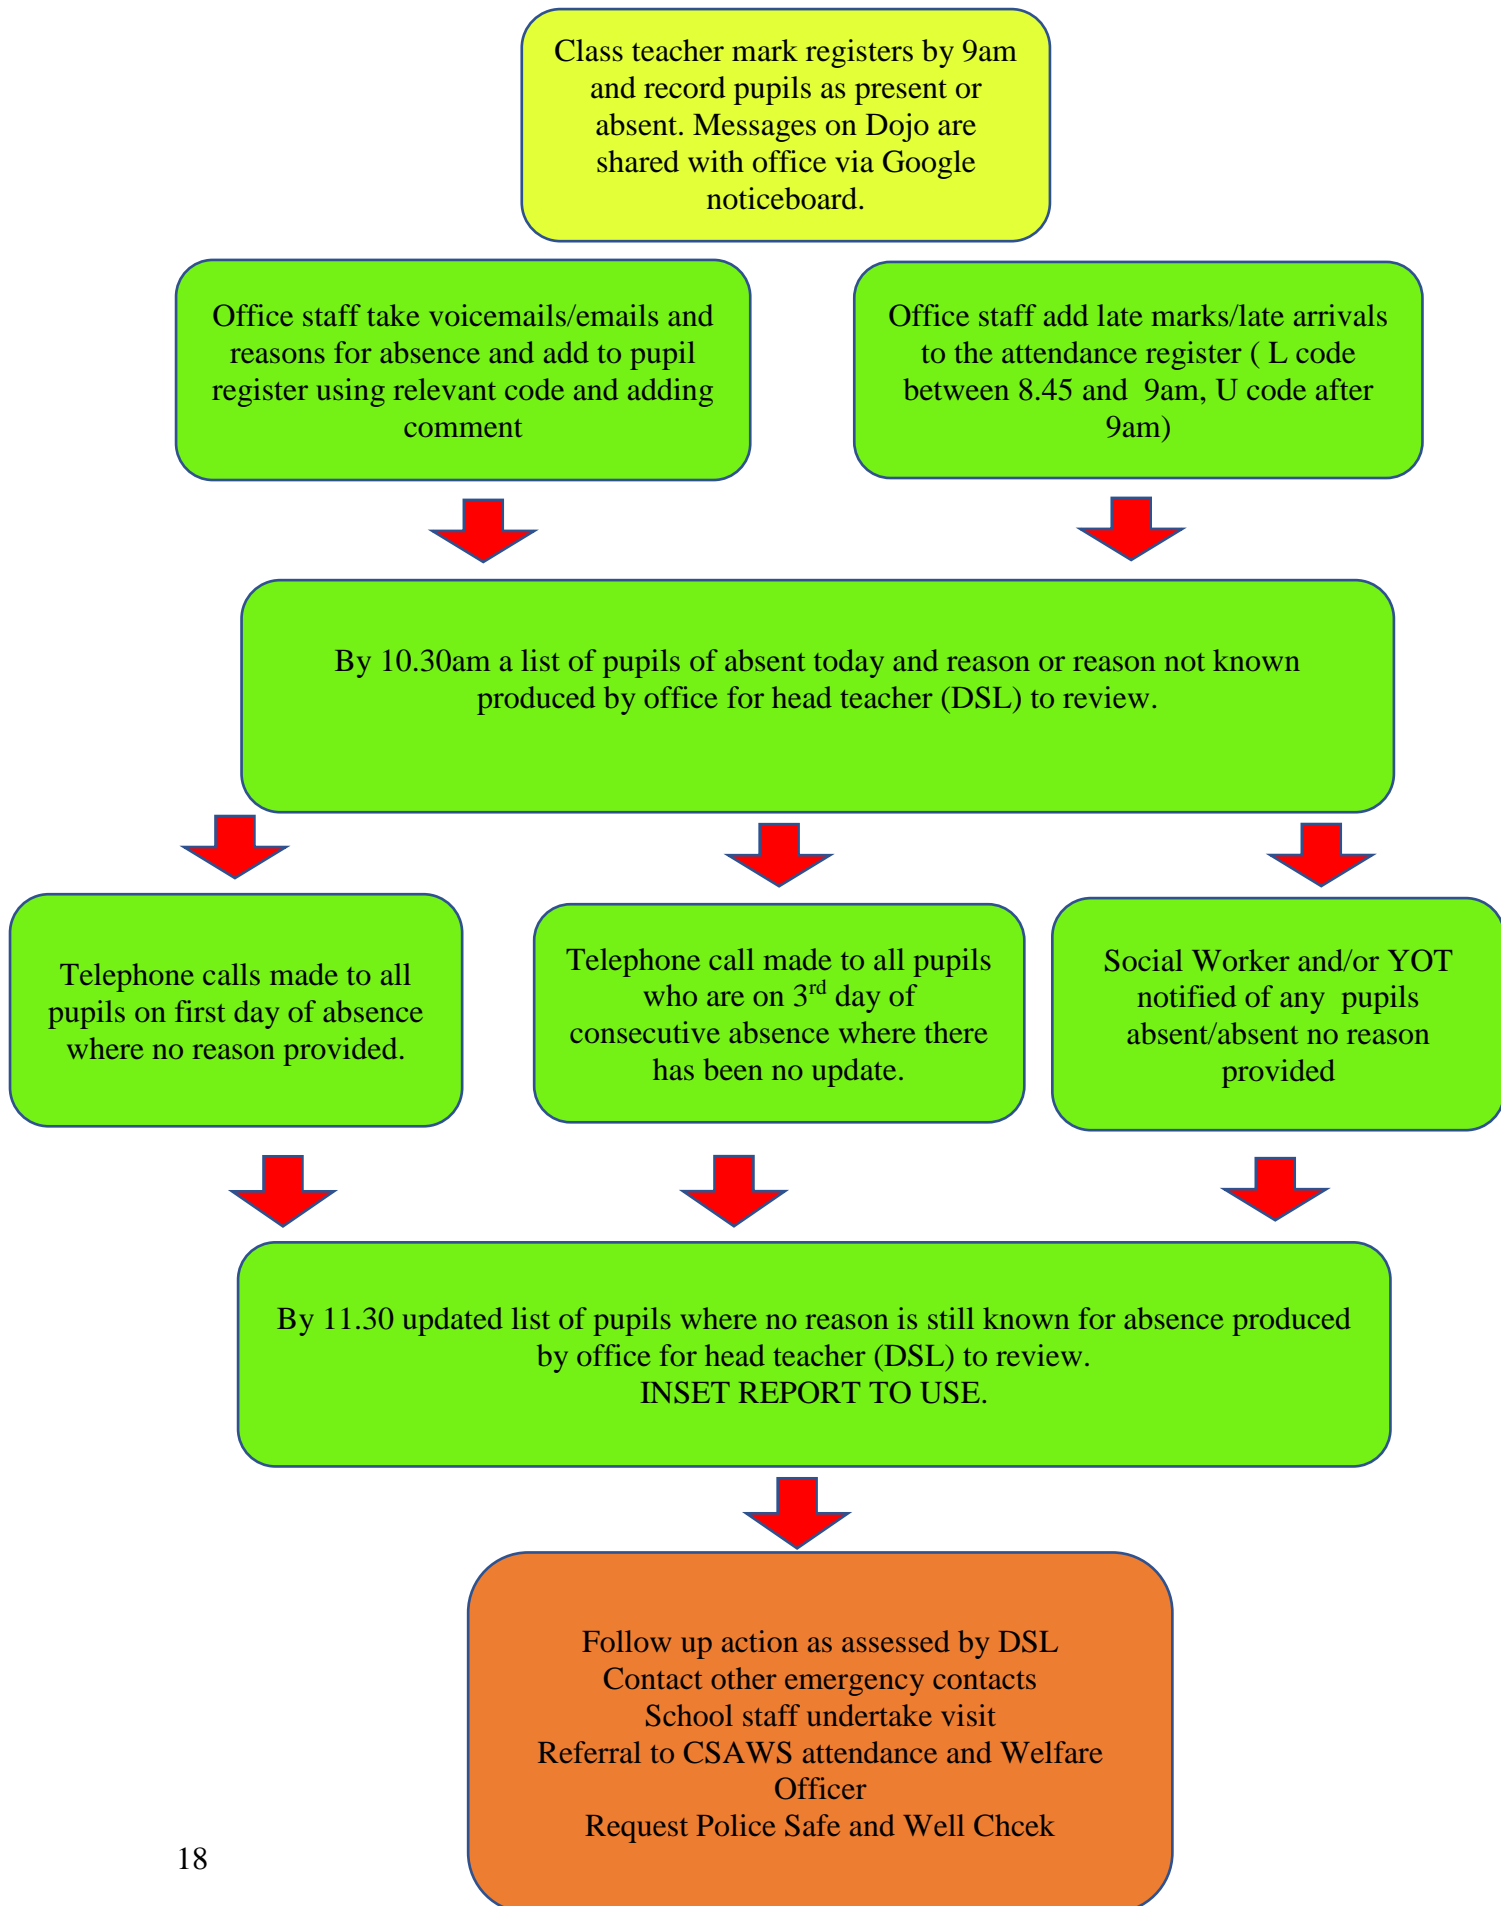 Class teacher mark registers by 9am
and record pupils as present or
absent. Messages on Dojo are
shared with office via Google
noticeboard.
Office staff take voicemails/emails and
reasons for absence and add to pupil
register using relevant code and adding
comment
Office staff add late marks/late arrivals
to the attendance register ( L code
between 8.45 and 9am, U code after
9am)
By 10.30am a list of pupils of absent today and reason or reason not known
produced by office for head teacher (DSL) to review.
Telephone calls made to all
pupils on first day of absence
where no reason provided.
Telephone call made to all pupils
who are on 3rd day of
consecutive absence where there
has been no update.
Social Worker and/or YOT
notified of any pupils
absent/absent no reason
provided
By 11.30 updated list of pupils where no reason is still known for absence produced
by office for head teacher (DSL) to review.
INSET REPORT TO USE.
Follow up action as assessed by DSL
Contact other emergency contacts
School staff undertake visit
Referral to CSAWS attendance and Welfare
Officer
Request Police Safe and Well Chcek
18